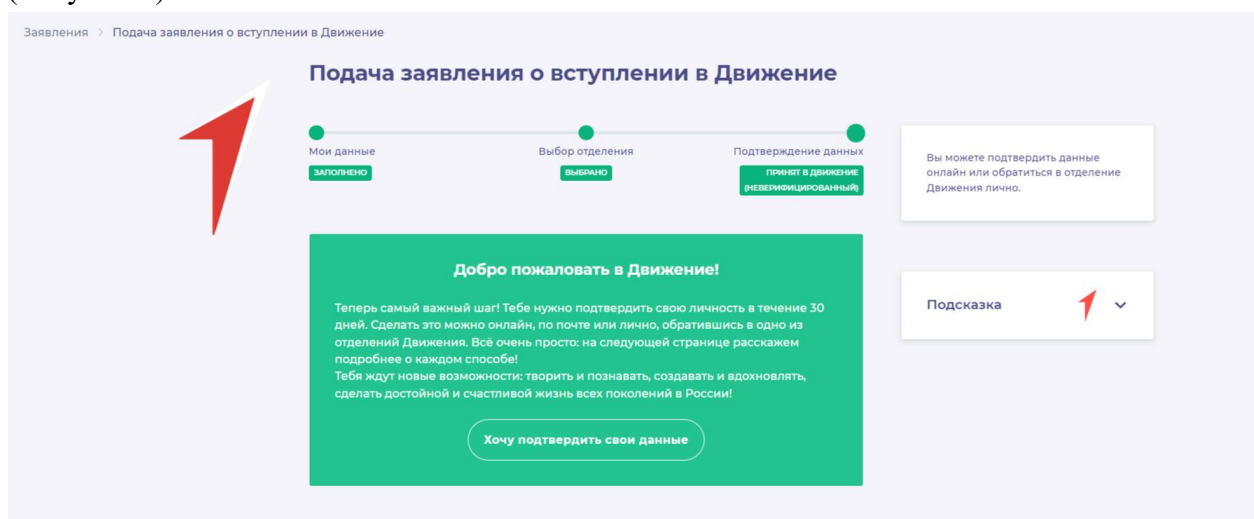 Заявления > Подача заявления о вступлении в Движение
Подача заявления о вступлении в Движение
Мои данные
ЗАПОЛНЕНО
Выбор отделения
ВЫБРАНО
Подтверждение данных
ПРИНЯТ В ДВИЖЕНИЕ
(НЕВЕРИФИЦИРОВАННЫЙ)
Вы можете подтвердить данные
онлайн или обратиться в отделение
Движения лично.
Добро пожаловать в Движение!
Теперь самый важный шаг! Тебе нужно подтвердить свою личность в течение 30
дней. Сделать это можно онлайн, по почте или лично, обратившись в одно из
отделений Движения. Всё очень просто: на следующей странице расскажем
подробнее о каждом способе!
Тебя ждут новые возможности: творить и познавать, создавать и вдохновлять,
сделать достойной и счастливой жизнь всех поколений в России!
Хочу подтвердить свои данные
Подсказка